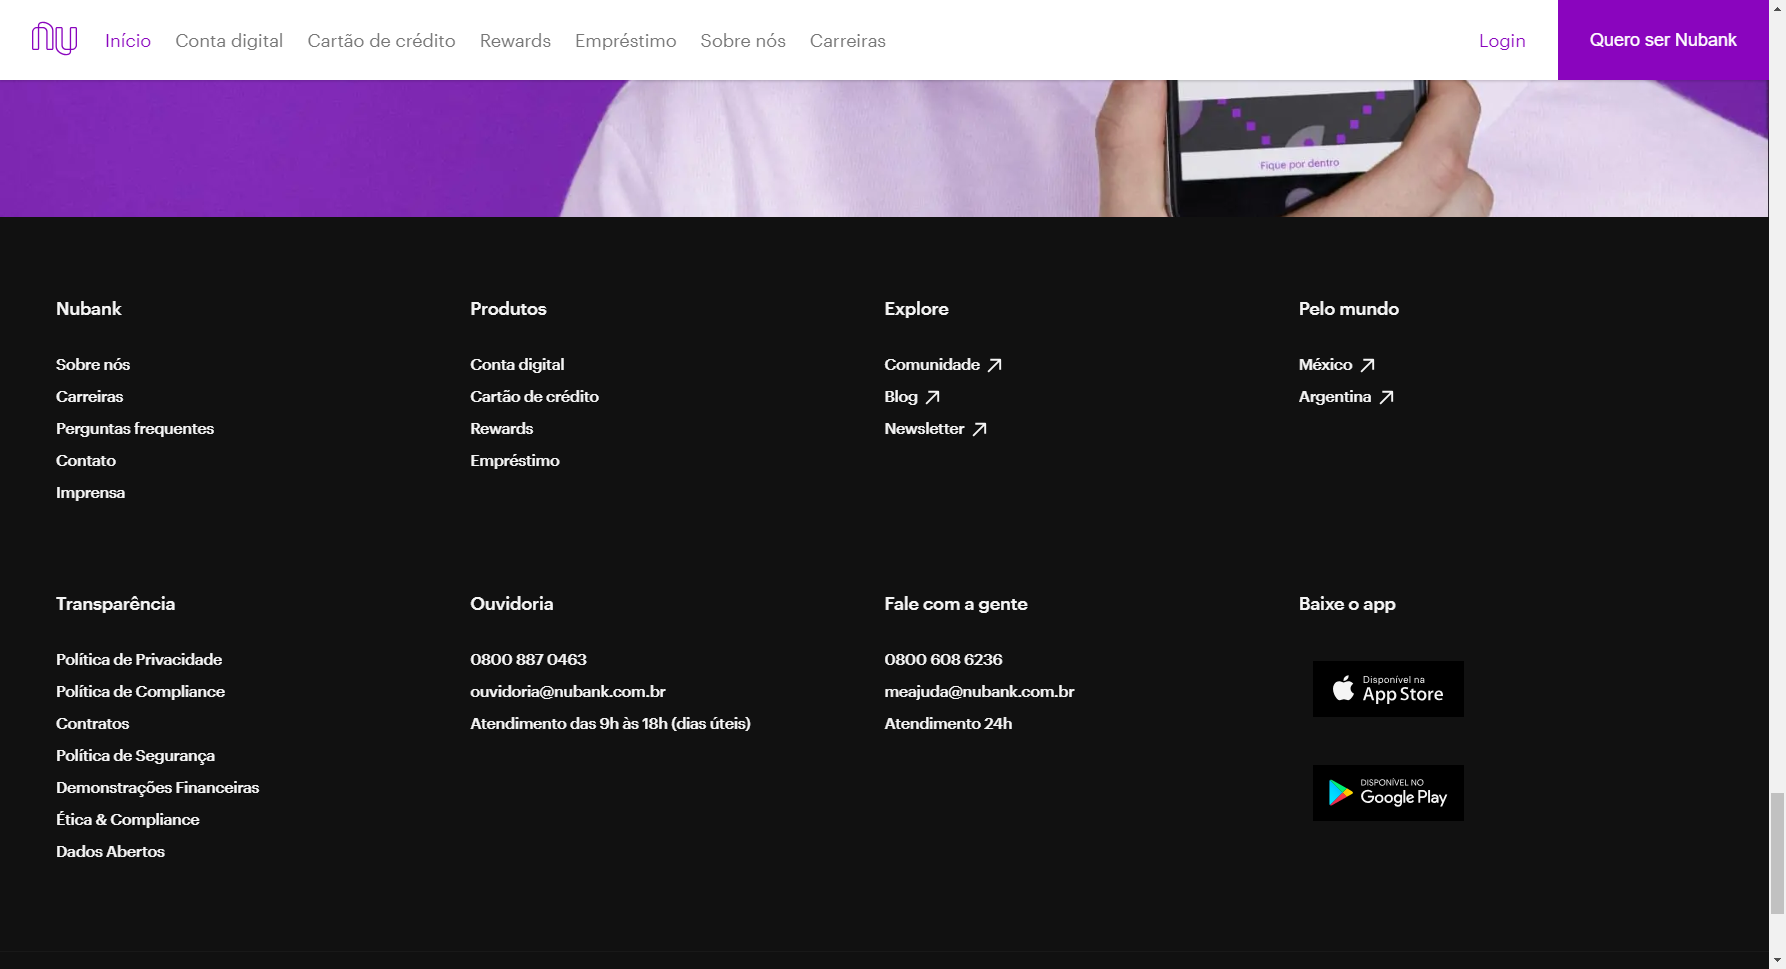 nu
Início
Conta digital
Cartão de crédito
Rewards
Empréstimo
Sobre nós
Carreiras
Login
Quero ser Nubank
Fique por dentro
Nubank
Sobre nós
Carreiras
Perguntas frequentes
Contato
Imprensa
Produtos
Conta digital
Cartão de crédito
Rewards
Empréstimo
Explore
Comunidade
Blog
Newsletter
Pelo mundo
México
Argentina
Transparência
Política de Privacidade
Política de Compliance
Contratos
Política de Segurança
Demonstrações Financeiras
Ética & Compliance
Dados Abertos
Ouvidoria
0800 887 0463
ouvidoria@nubank.com.br
Atendimento das 9h às 18h (dias úteis)
Fale com a gente
0800 608 6236
meajuda@nubank.com.br
Atendimento 24h
Baixe o app
Disponível na
App Store
DISPONÍVEL NO
Google Play